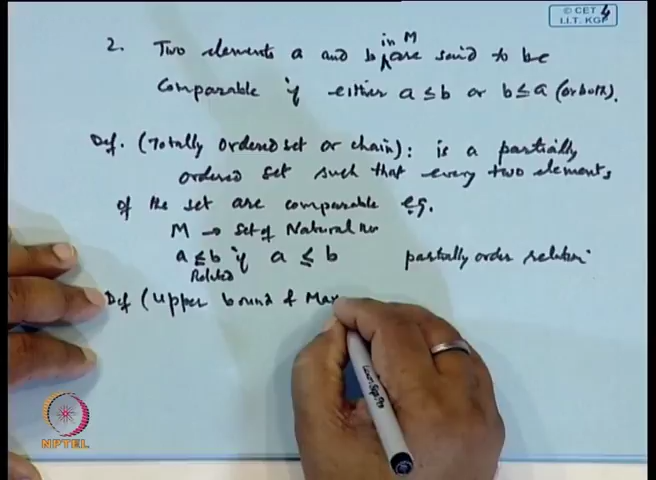 © CET 4
I.I.T. KGP
2. Two elements a and b in M are said to be
Comparable if either a ≤ b or b ≤ a (or both).
Def. (Totally ordered set or chain): is a partially
ordered set such that every two elements
of the set are comparable e.g.
M → Set of Natural no
a ≤ b if a ≤ b partially order relation
Related
Def (Upper bound & Max
NPTEL